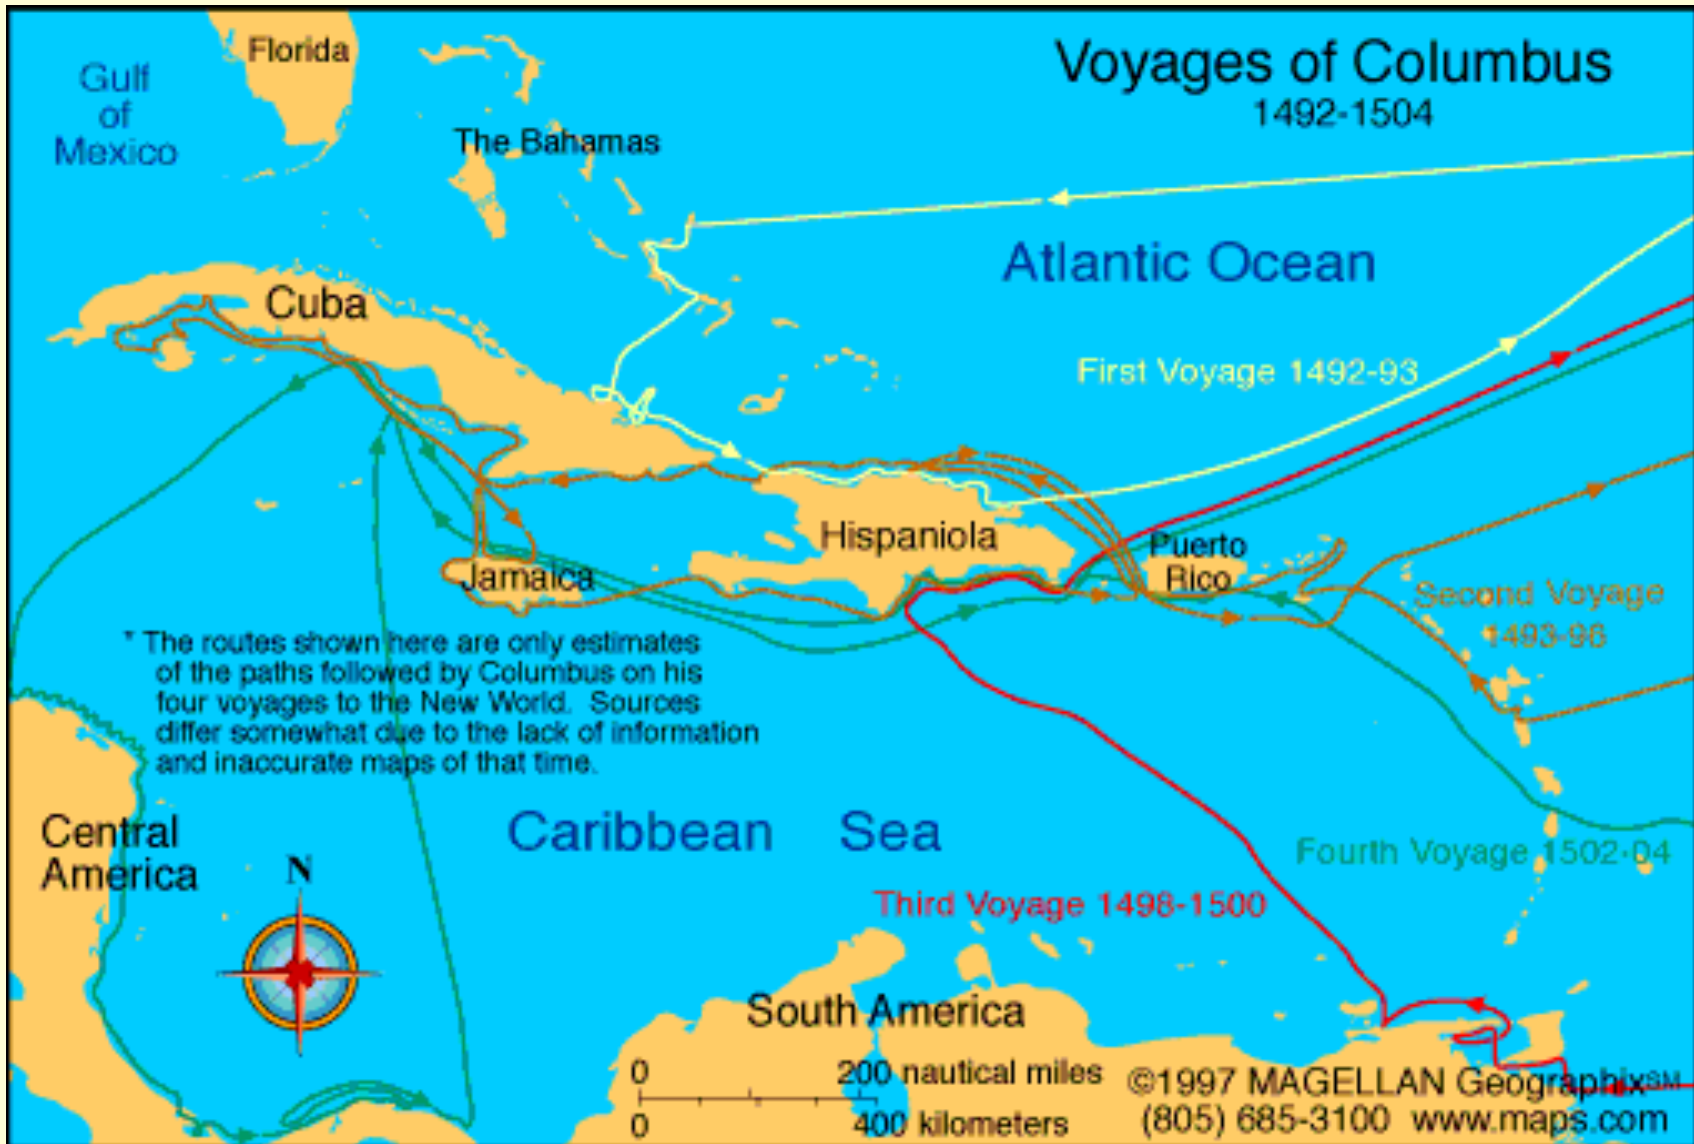 Voyages of Columbus
1492-1504
Florida
Gulf
of
Mexico
The Bahamas
Atlantic Ocean
Cuba
First Voyage 1492-93
Hispaniola
Puerto
Rico
Jamaica
Second Voyage
1493-96
* The routes shown here are only estimates
of the paths followed by Columbus on his
four voyages to the New World. Sources
differ somewhat due to the lack of information
and inaccurate maps of that time.
Central
America
Caribbean Sea
Fourth Voyage 1502-04
N
Third Voyage 1498-1500
South America
0 200 nautical miles
0 400 kilometers
©1997 MAGELLAN Geographix℠
(805) 685-3100 www.maps.com